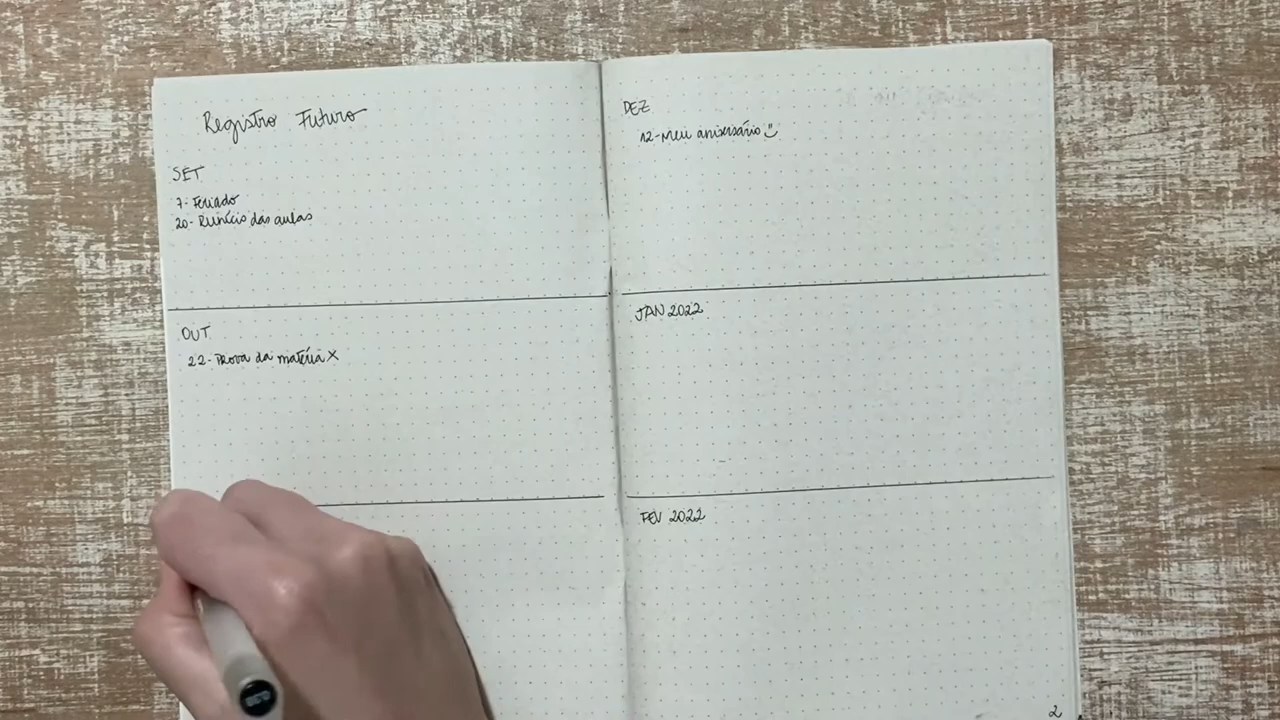 Registro Futuro
SET
7- Feriado
20- Reinício das aulas
OUT
22- Prova da matéria X
DEZ
12- Meu aniversário
JAN 2022
FEV 2022
2